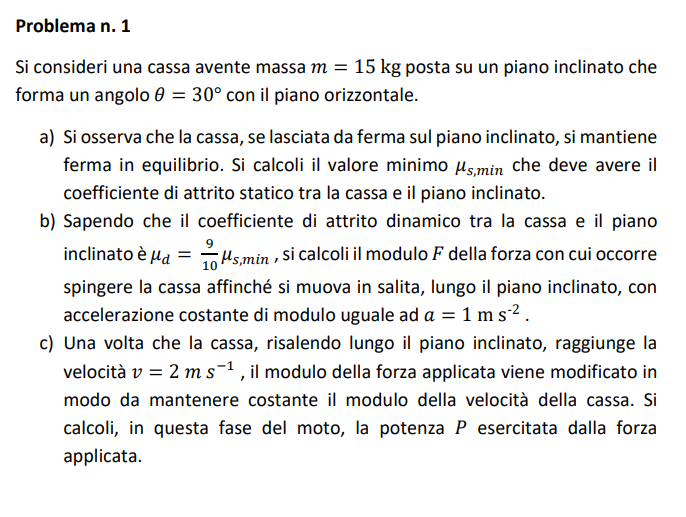 Problema n. 1
Si consideri una cassa avente massa m = 15 kg posta su un piano inclinato che
forma un angolo θ = 30° con il piano orizzontale.
a) Si osserva che la cassa, se lasciata da ferma sul piano inclinato, si mantiene
ferma in equilibrio. Si calcoli il valore minimo μ_{s,min} che deve avere il
coefficiente di attrito statico tra la cassa e il piano inclinato.
b) Sapendo che il coefficiente di attrito dinamico tra la cassa e il piano
inclinato è μ_d = 9/10 μ_{s,min} , si calcoli il modulo F della forza con cui occorre
spingere la cassa affinché si muova in salita, lungo il piano inclinato, con
accelerazione costante di modulo uguale ad a = 1 m s⁻² .
c) Una volta che la cassa, risalendo lungo il piano inclinato, raggiunge la
velocità v = 2 m s⁻¹ , il modulo della forza applicata viene modificato in
modo da mantenere costante il modulo della velocità della cassa. Si
calcoli, in questa fase del moto, la potenza P esercitata dalla forza
applicata.